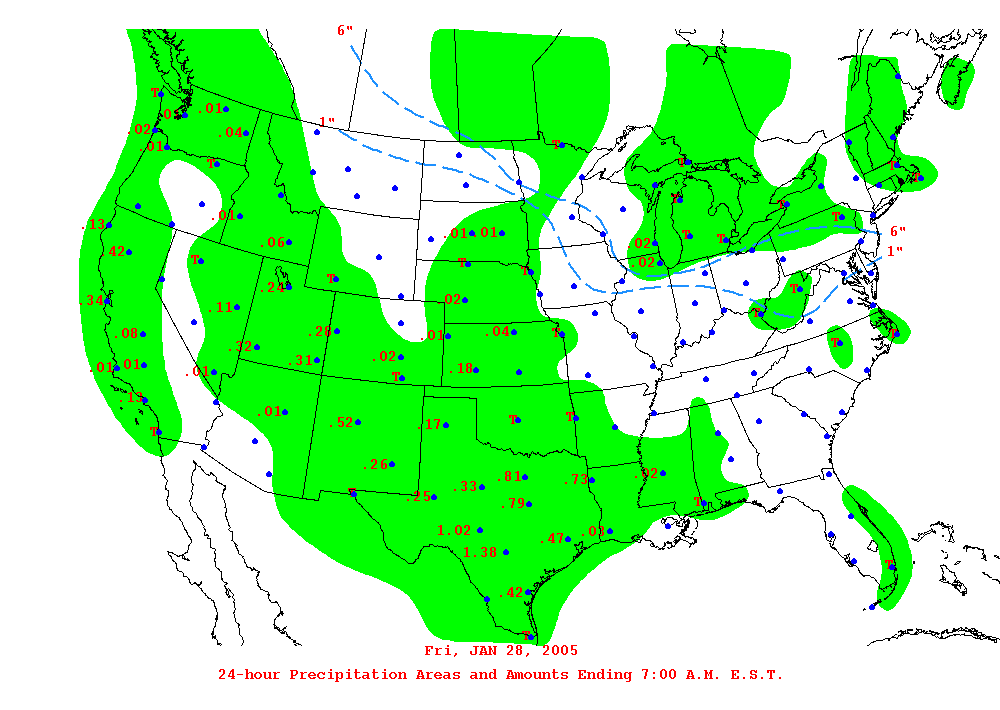 6"
1"
T
.01
.02
.04
.01
T
T
T
T
T
.01
.13
T
T
6"
.01 .01
T
T
.42
.06
.02
1"
T
T
T
.02
.24
T
.34
.11
.02
T
.08
.28
.01
.04
T
T
T
.32
.02
.01 .01
.31
.18
.01
T
.13
.01
T
T
T
.52
.17
.26
.81
.73
.02
.33
T
.25
.79
T
1.02
.03
.47
1.38
T
.42
T
Fri, JAN 28, 2005
24-hour Precipitation Areas and Amounts Ending 7:00 A.M. E.S.T.